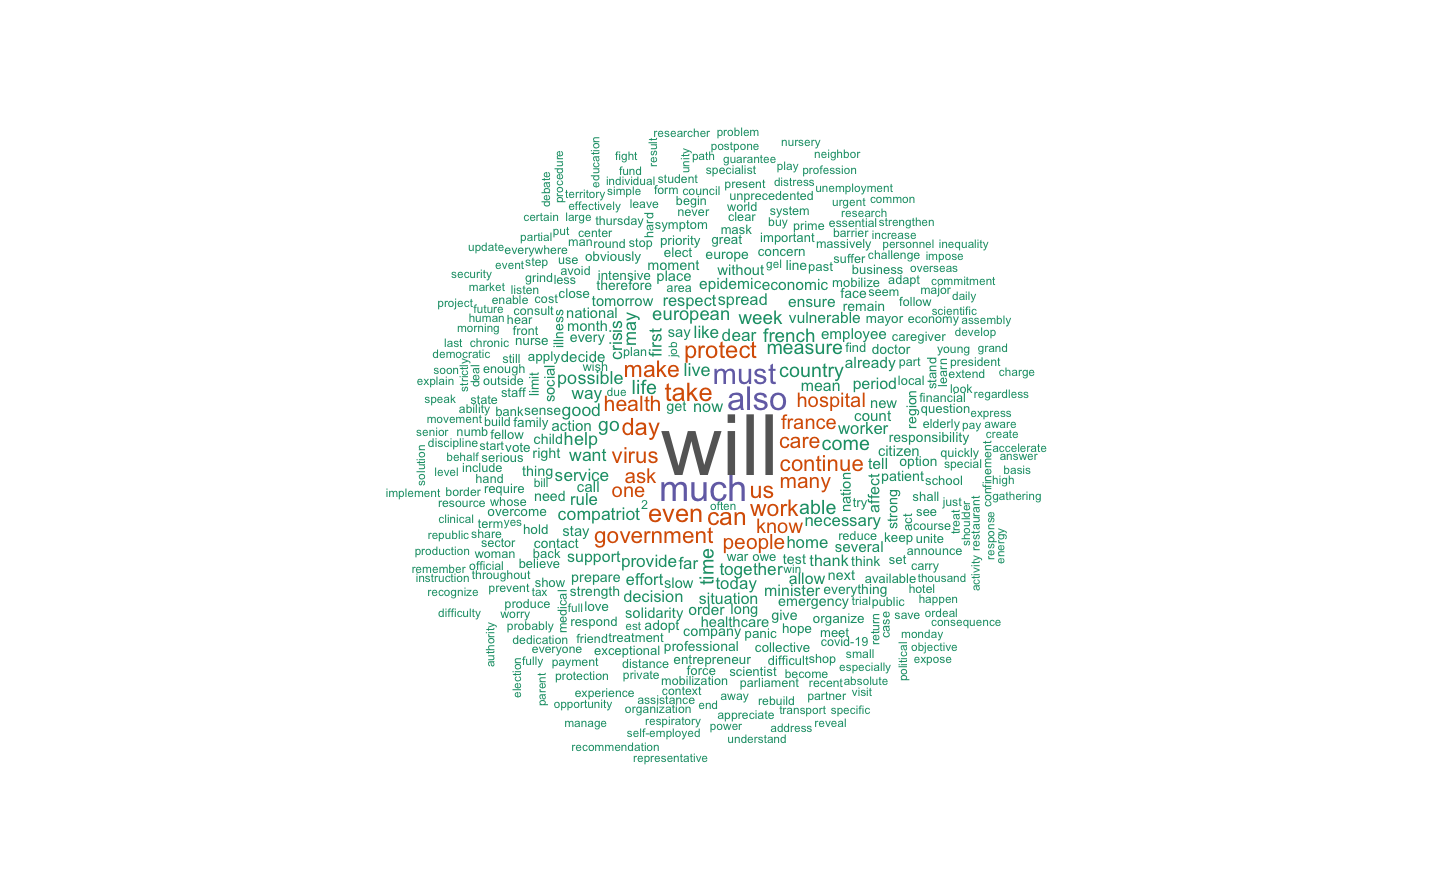 researcher problem
postpone nursery
education fight result unity path guarantee neighbor
procedure fund specialist play profession
debate individual student present distress unemployment
territory simple form council unprecedented urgent common
effectively leave begin world system research
certain large thursday hard never clear buy prime essential strengthen
partial put center symptom mask barrier increase
update everywhere man round stop priority great important massively personnel inequality
event step use obviously elect europe concern suffer challenge impose
security grind less avoid intensive moment place without gel line past business overseas
market listen close therefore area epidemic economic mobilize adapt commitment
project enable cost tomorrow respect spread ensure face seem major daily
future consult national european week vulnerable remain follow scientific
human hear illness month crisis may first say like dear french mayor economy assembly
morning front nurse every employee caregiver develop
last chronic plan job protect measure find doctor young grand
democratic still apply decide wish make live must country already part stand president
soon strictly deal enough possible life take also mean period local learn extend charge
explain outside limit social way due hospital new look regardless
speak state staff health get now count region financial
ability bank sense good go day will france worker question express
movement build family action care come elderly pay aware
senior numb fellow child help responsibility create
discipline start vote right want virus continue citizen quickly accelerate
solution behalf serious thing service ask tell option special answer
level include hand bill call one much us many patient school confinement basis
implement border require need rule 2 often work able nation try affect strong shall just high gathering
resource whose overcome compatriot even can know necessary act see
clinical term yes hold stay government people home reduce keep course unite treat shoulder restaurant response
republic share sector contact several announce
production woman back support provide far time war owe test thank think set carry energy
remember official believe together win activity
instruction throughout show prepare effort slow today allow next available thousand
recognize prevent tax strength decision situation minister everything hotel
produce medical full love solidarity order long emergency trial public happen
difficulty worry respond est adopt healthcare give organize return case save ordeal
probably company panic hope meet consequence
authority dedication friend treatment professional collective covid-19 monday
everyone exceptional entrepreneur difficult shop small political objective
fully payment distance force scientist become especially expose
election parent protection private mobilization parliament recent absolute
experience context away rebuild partner visit
opportunity assistance end transport specific
organization appreciate
manage respiratory power address reveal
self-employed understand
recommendation
representative